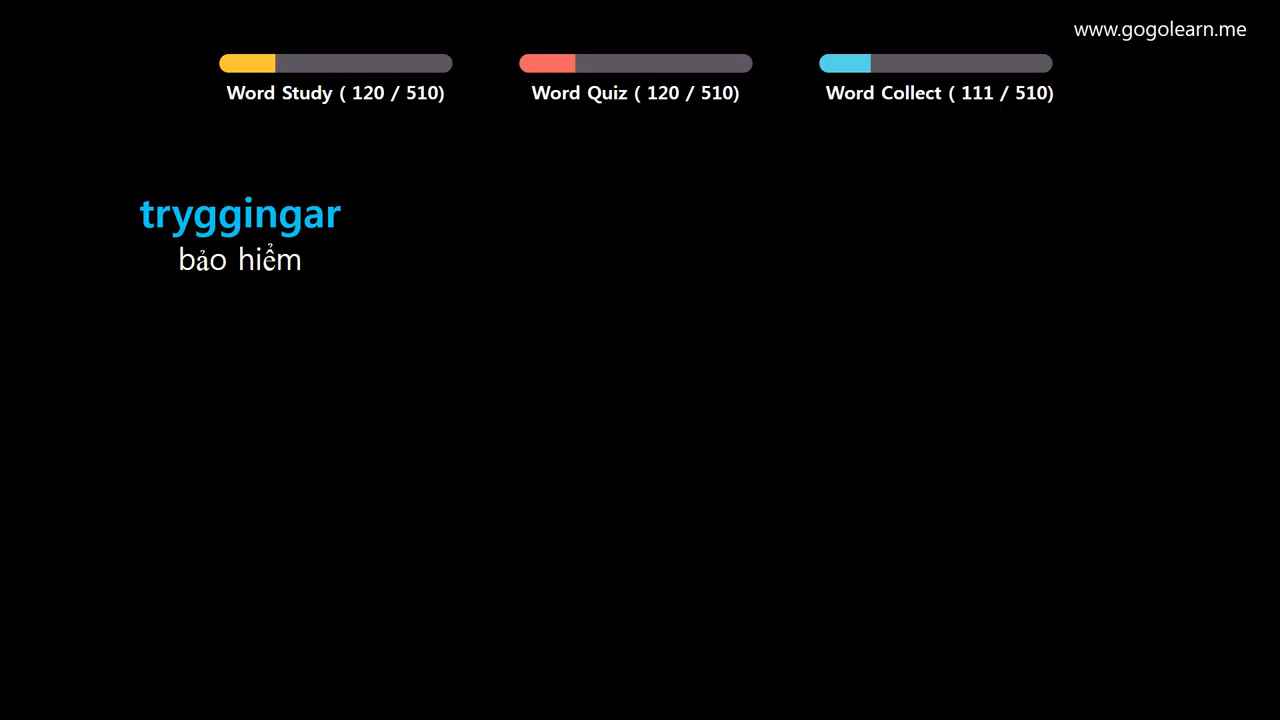 www.gogolearn.me
Word Study ( 120 / 510)
Word Quiz ( 120 / 510)
Word Collect ( 111 / 510)
tryggingar
bảo hiểm